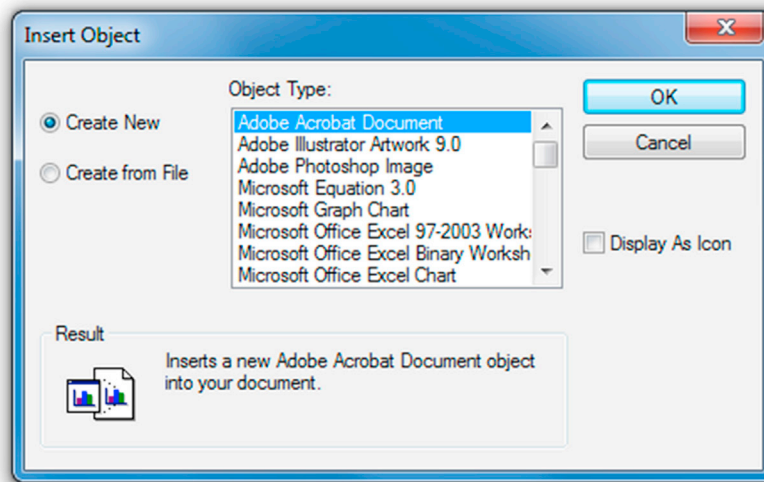 Insert Object
Create New
Create from File
Object Type:
Adobe Acrobat Document
Adobe Illustrator Artwork 9.0
Adobe Photoshop Image
Microsoft Equation 3.0
Microsoft Graph Chart
Microsoft Office Excel 97-2003 Works
Microsoft Office Excel Binary Worksh
Microsoft Office Excel Chart
OK
Cancel
Display As Icon
Result
Inserts a new Adobe Acrobat Document object
into your document.